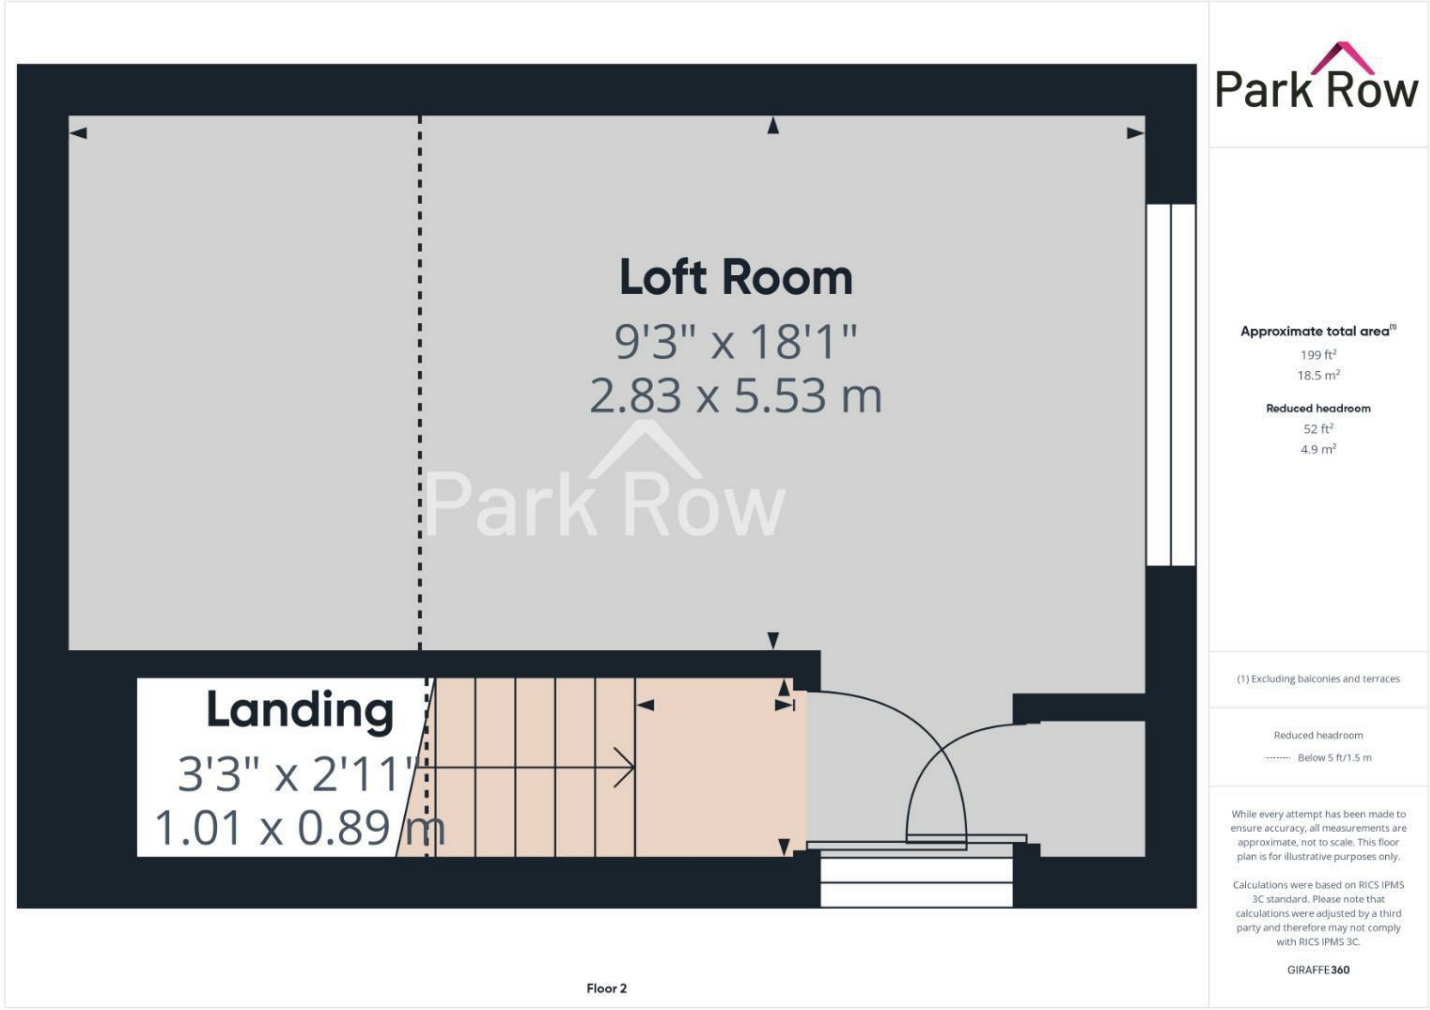 Loft Room
9'3" x 18'1"
2.83 x 5.53 m
Park Row
Landing
3'3" x 2'11"
1.01 x 0.89 m
Floor 2
Park Row
Approximate total area(1)
199 ft²
18.5 m²
Reduced headroom
52 ft²
4.9 m²
(1) Excluding balconies and terraces
Reduced headroom
Below 5 ft/1.5 m
While every attempt has been made to
ensure accuracy, all measurements are
approximate, not to scale. This floor
plan is for illustrative purposes only.
Calculations were based on RICS IPMS
3C standard. Please note that
calculations were adjusted by a third
party and therefore may not comply
with RICS IPMS 3C.
GIRAFFE360